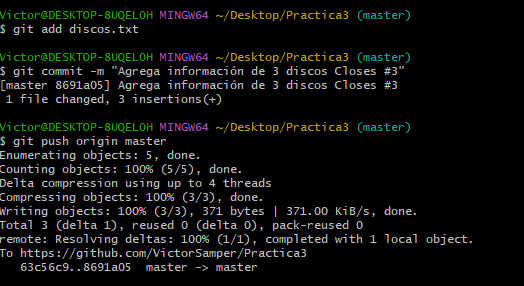 Victor@DESKTOP-8UQELOH MINGW64 ~/Desktop/Practica3 (master)
$ git add discos.txt
Victor@DESKTOP-8UQELOH MINGW64 ~/Desktop/Practica3 (master)
$ git commit -m "Agrega información de 3 discos Closes #3"
[master 8691a05] Agrega información de 3 discos Closes #3
1 file changed, 3 insertions(+)
Victor@DESKTOP-8UQELOH MINGW64 ~/Desktop/Practica3 (master)
$ git push origin master
Enumerating objects: 5, done.
Counting objects: 100% (5/5), done.
Delta compression using up to 4 threads
Compressing objects: 100% (3/3), done.
Writing objects: 100% (3/3), 371 bytes | 371.00 KiB/s, done.
Total 3 (delta 1), reused 0 (delta 0), pack-reused 0
remote: Resolving deltas: 100% (1/1), completed with 1 local object.
To https://github.com/VictorSamper/Practica3
63c56c9..8691a05  master -> master